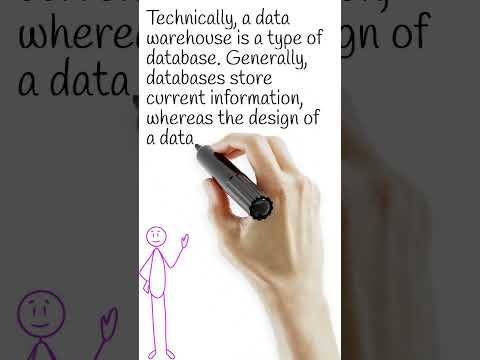 Technically, a data
warehouse is a type of
database. Generally,
databases store
current information,
whereas the design of
a data